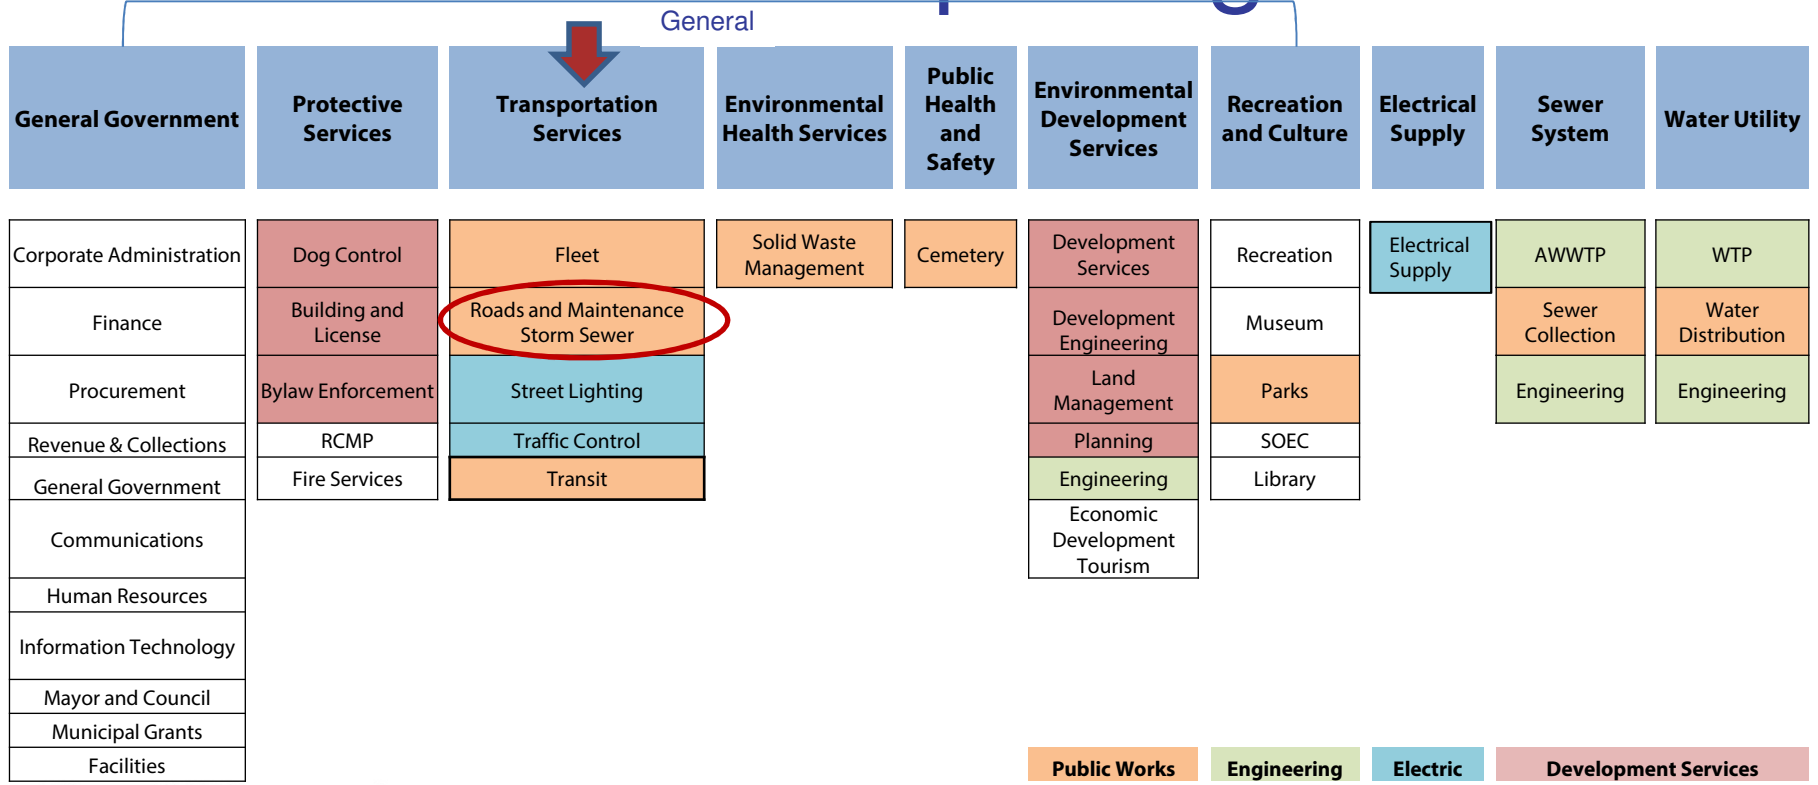 General
General Government
Protective
Services
Transportation
Services
Environmental
Health Services
Public
Health
and
Safety
Environmental
Development
Services
Recreation
and Culture
Electrical
Supply
Sewer
System
Water Utility
Corporate Administration
Finance
Procurement
Revenue & Collections
General Government
Communications
Human Resources
Information Technology
Mayor and Council
Municipal Grants
Facilities
Dog Control
Building and
License
Bylaw Enforcement
RCMP
Fire Services
Fleet
Roads and Maintenance
Storm Sewer
Street Lighting
Traffic Control
Transit
Solid Waste
Management
Cemetery
Development
Services
Development
Engineering
Land
Management
Planning
Engineering
Economic
Development
Tourism
Recreation
Museum
Parks
SOEC
Library
Electrical
Supply
AWWTP
Sewer
Collection
Engineering
WTP
Water
Distribution
Engineering
Public Works
Engineering
Electric
Development Services